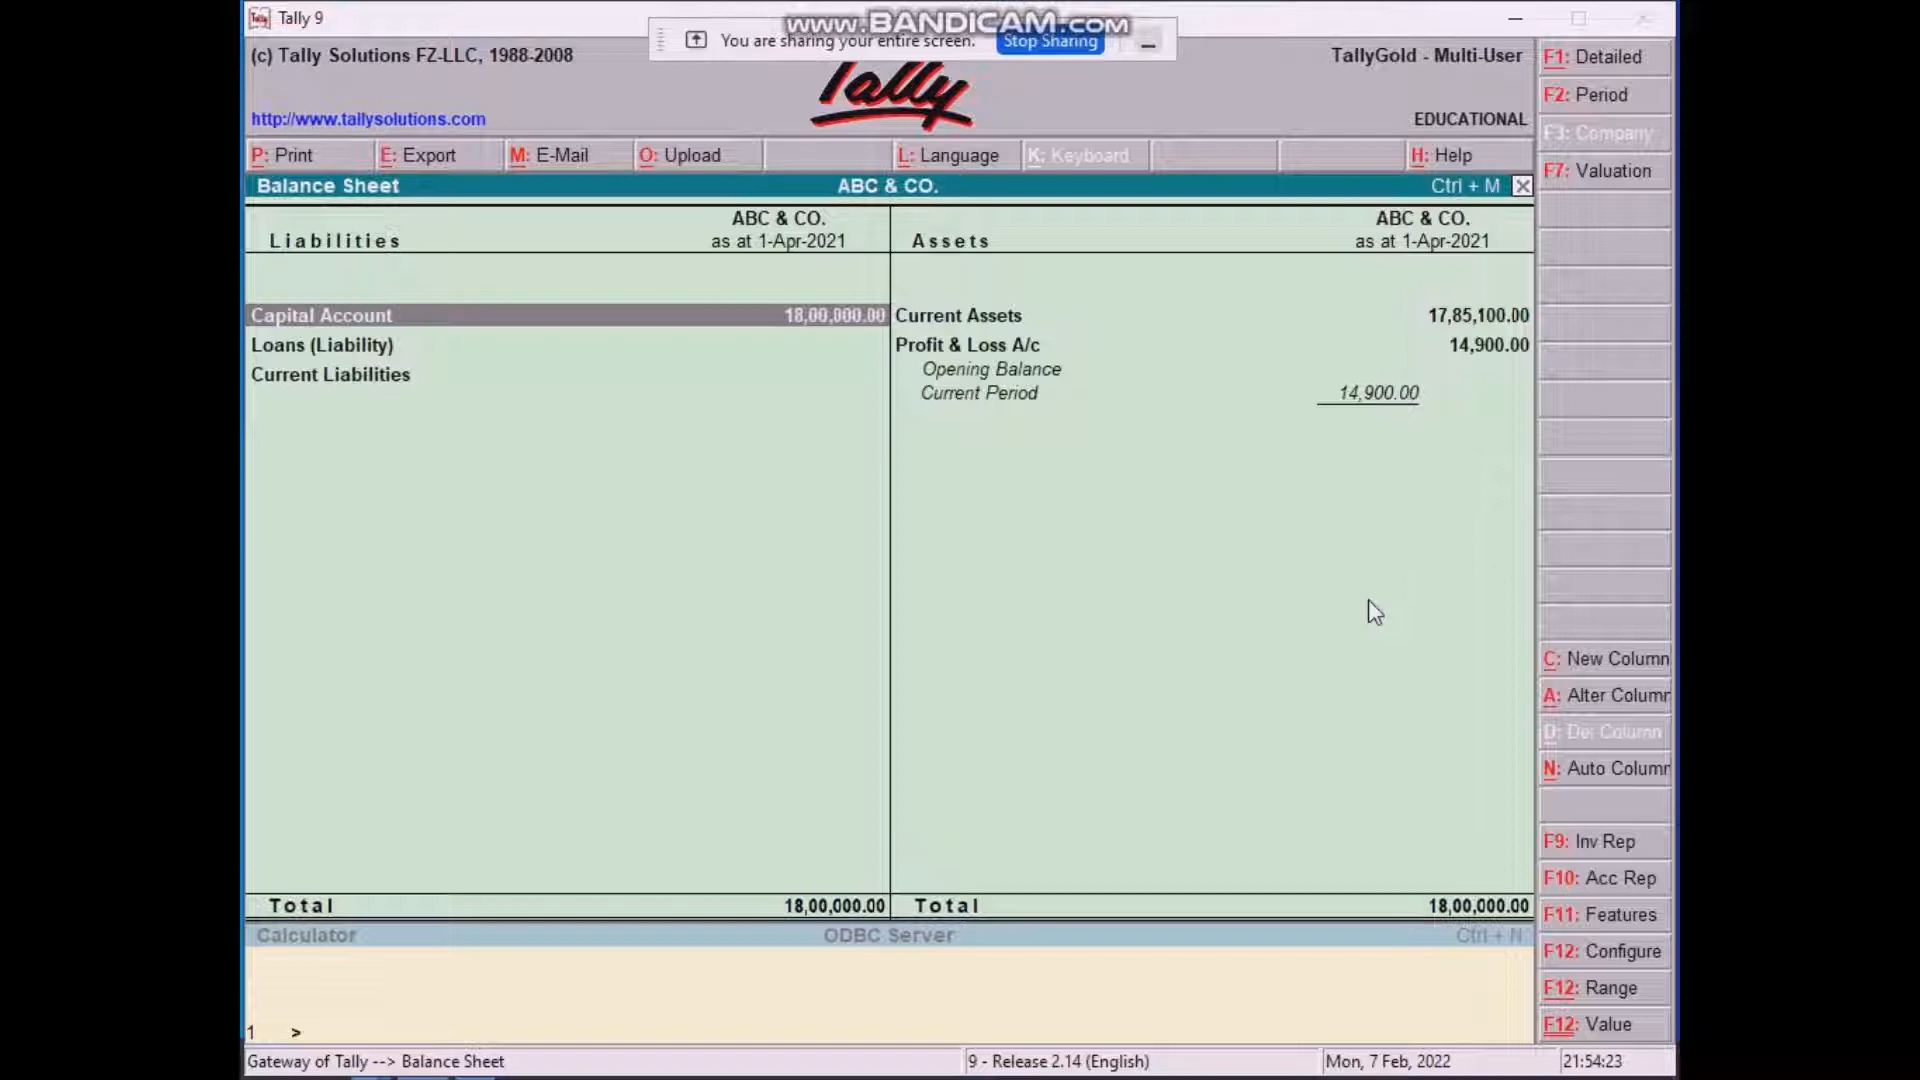 Tally 9
www.BANDICAM.com
You are sharing your entire screen. Stop Sharing
(c) Tally Solutions FZ-LLC, 1988-2008
TallyGold - Multi-User
Tally
http://www.tallysolutions.com
EDUCATIONAL
P: Print E: Export M: E-Mail O: Upload L: Language K: Keyboard H: Help
Balance Sheet ABC & CO. Ctrl + M
ABC & CO. ABC & CO.
Liabilities as at 1-Apr-2021 Assets as at 1-Apr-2021
Capital Account 18,00,000.00 Current Assets 17,85,100.00
Loans (Liability) Profit & Loss A/c 14,900.00
Opening Balance
Current Liabilities
Current Period 14,900.00
Total 18,00,000.00 Total 18,00,000.00
Calculator ODBC Server Ctrl + N
1 >
Gateway of Tally --> Balance Sheet 9 - Release 2.14 (English) Mon, 7 Feb, 2022 21:54:23
F1: Detailed
F2: Period
F3: Company
F7: Valuation
C: New Column
A: Alter Column
D: Del Column
N: Auto Column
F9: Inv Rep
F10: Acc Rep
F11: Features
F12: Configure
F12: Range
F12: Value